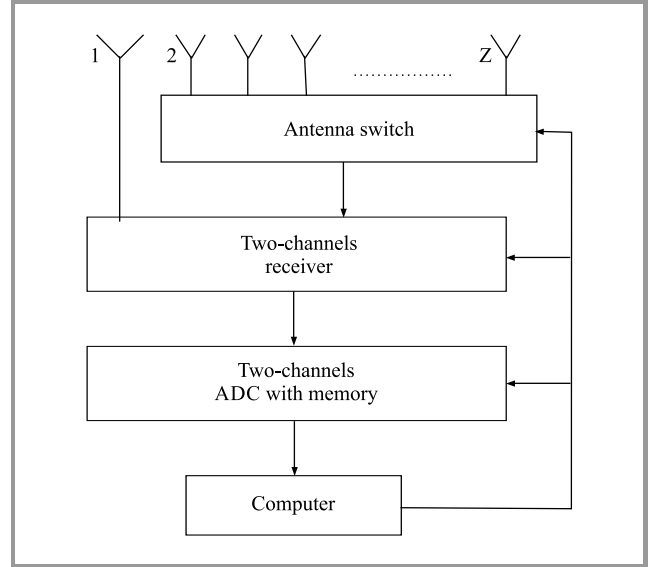 1 2 ................. Z
Antenna switch
Two-channels
receiver
Two-channels
ADC with memory
Computer